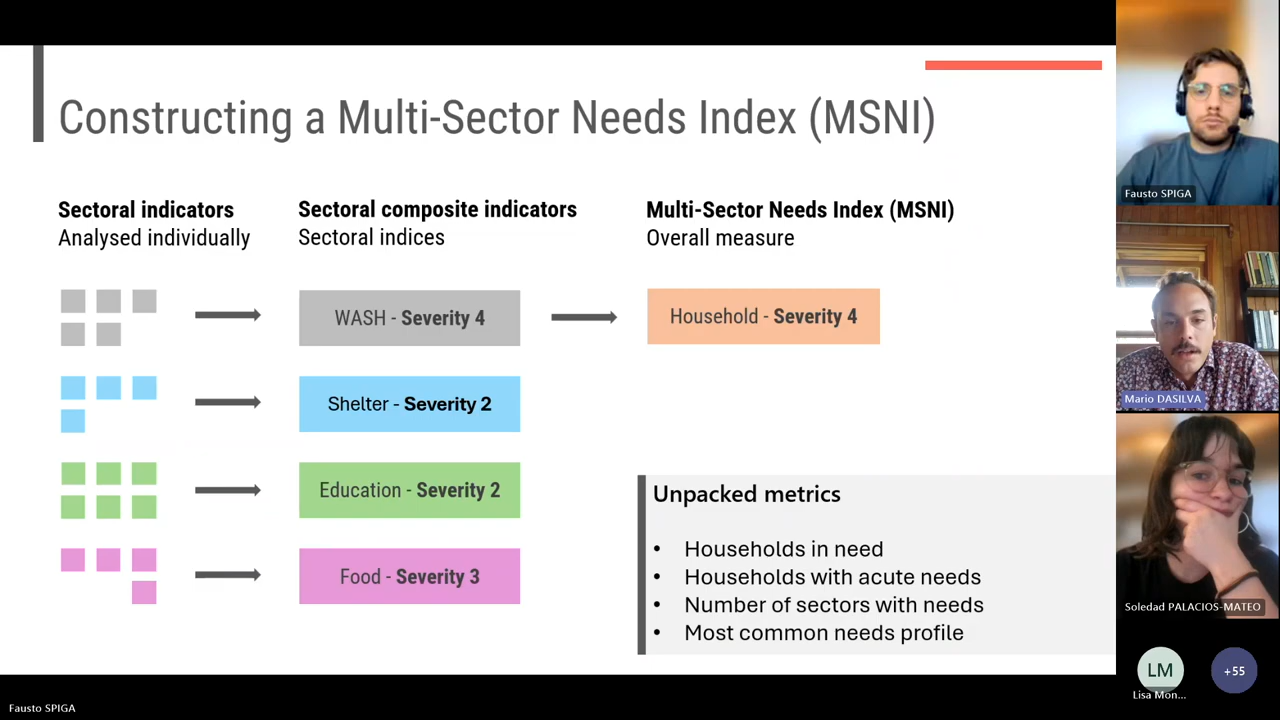 Constructing a Multi-Sector Needs Index (MSNI)
Sectoral indicators
Analysed individually
Sectoral composite indicators
Sectoral indices
Multi-Sector Needs Index (MSNI)
Overall measure
WASH - Severity 4
Household - Severity 4
Shelter - Severity 2
Education - Severity 2
Food - Severity 3
Unpacked metrics
• Households in need
• Households with acute needs
• Number of sectors with needs
• Most common needs profile
Fausto SPIGA
Mario DASILVA
Soledad PALACIOS-MATEO
LM
Lisa Mon...
+55
Fausto SPIGA